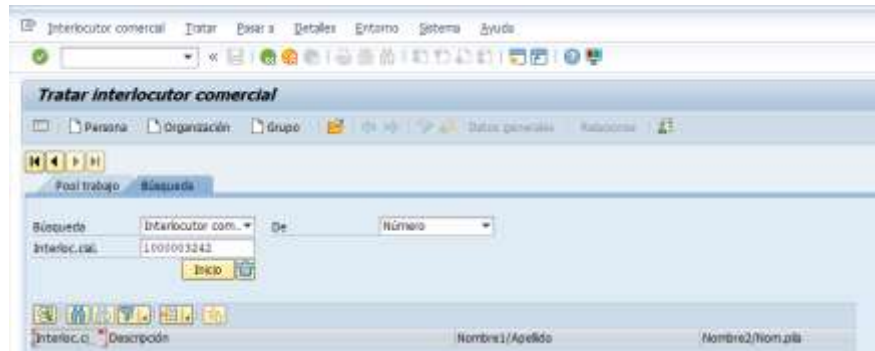 Interlocutor comercial Tratar Pasar a Detalles Entorno Sistema Ayuda
Tratar interlocutor comercial
Persona Organización Grupo Datos generales Relaciones
Pool trabajo Búsqueda
Búsqueda Interlocutor com.. De Número
Interloc.cial. 1000003242
Inicio
Interloc.c Descripción Nombre1/Apellido Nombre2/Nom.pila